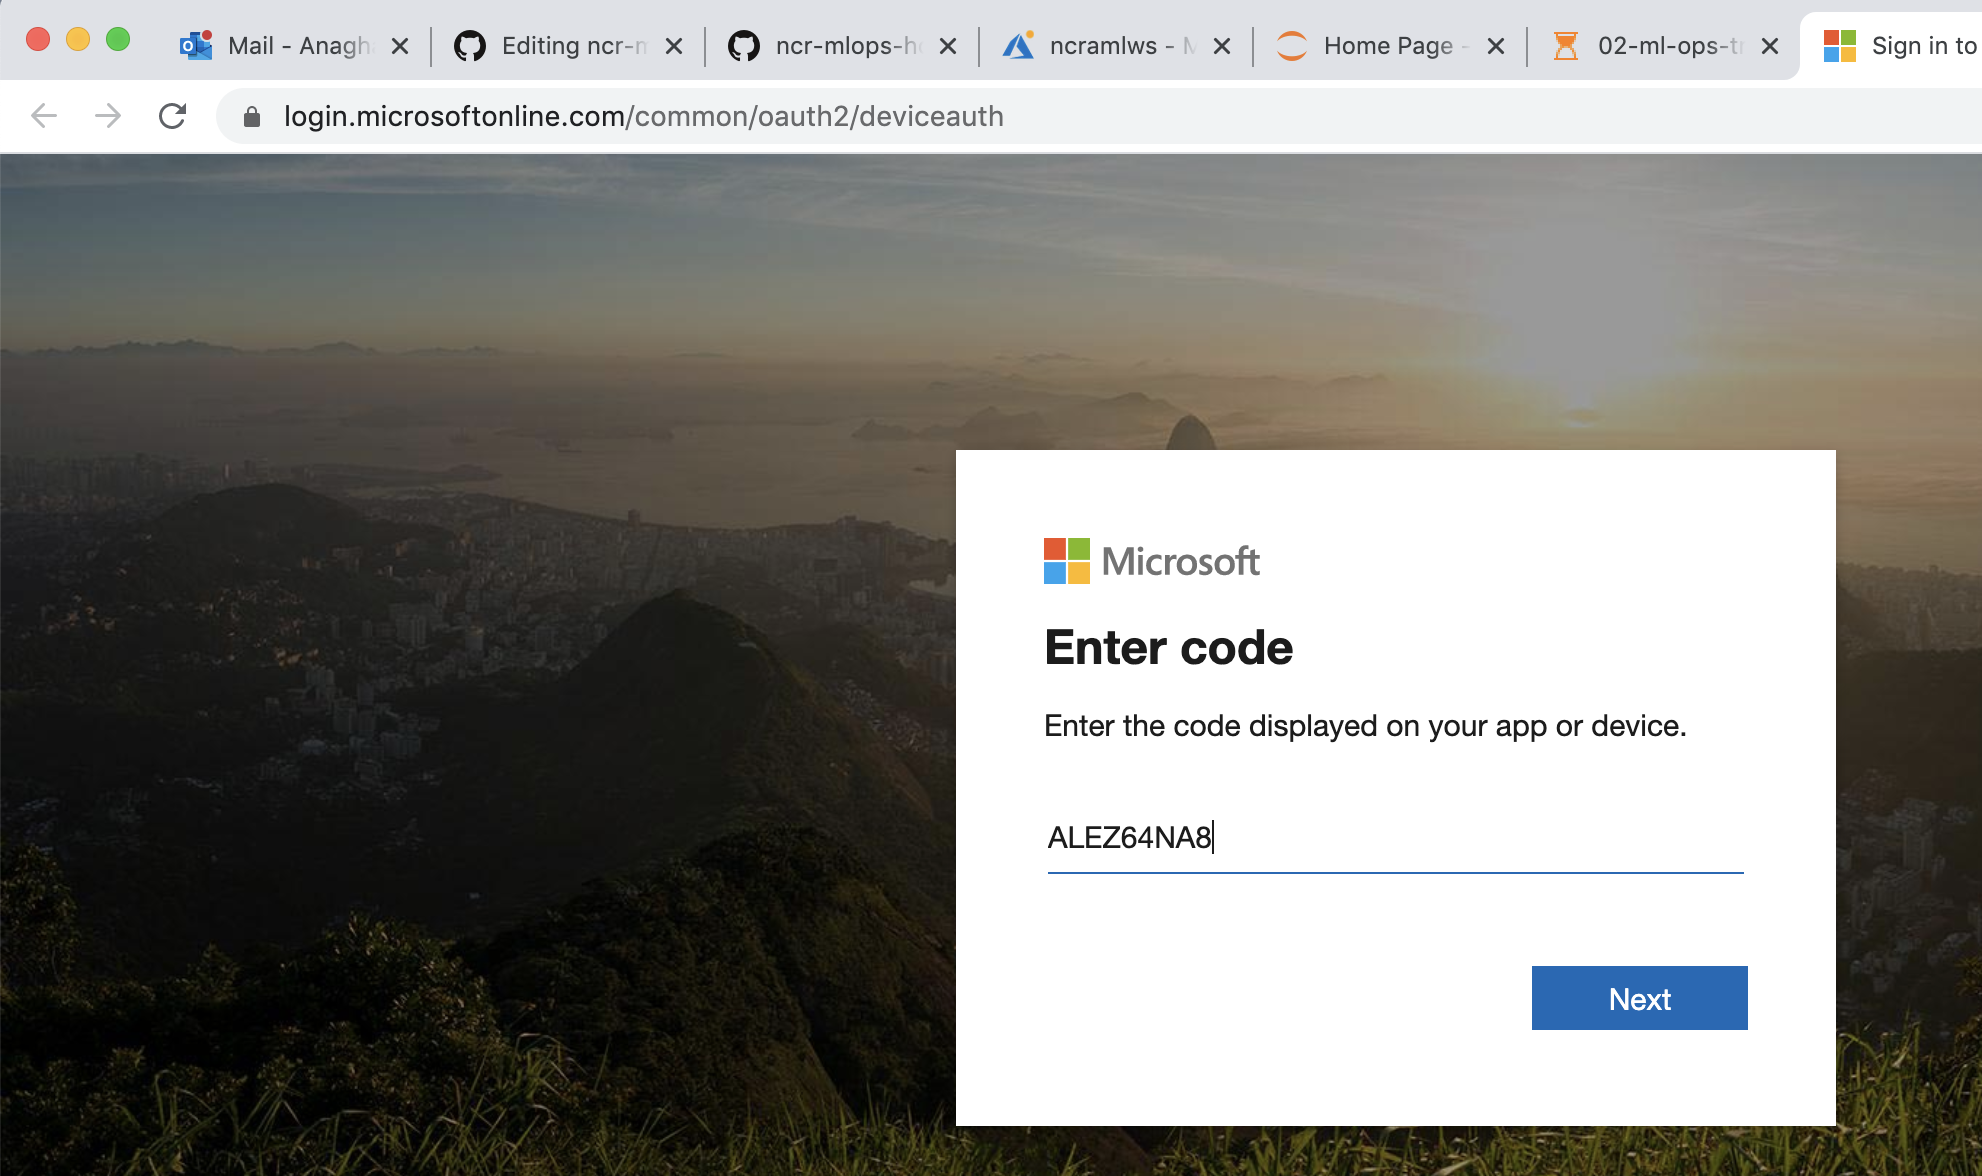 Mail - Anagh
Editing ncr-m
ncr-mlops-h
ncramlws - M
Home Page -
02-ml-ops-tr
Sign in to
login.microsoftonline.com/common/oauth2/deviceauth
Microsoft
Enter code
Enter the code displayed on your app or device.
ALEZ64NA8
Next